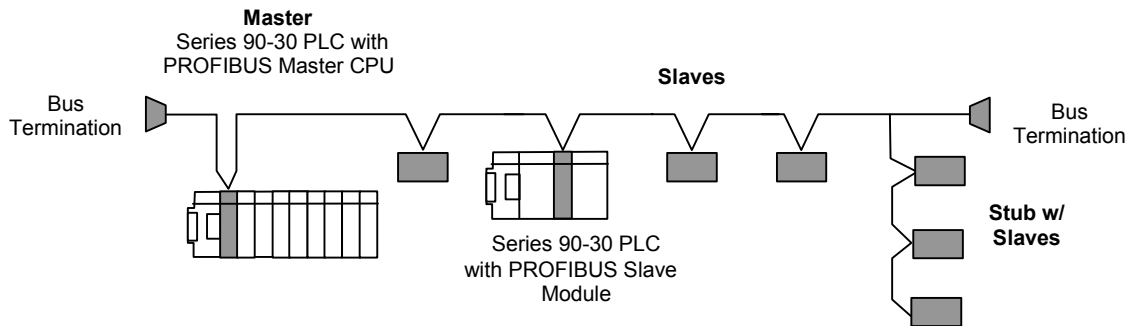 Master
Series 90-30 PLC with
PROFIBUS Master CPU
Slaves
Bus
Termination
Bus
Termination
Series 90-30 PLC
with PROFIBUS Slave
Module
Stub w/
Slaves